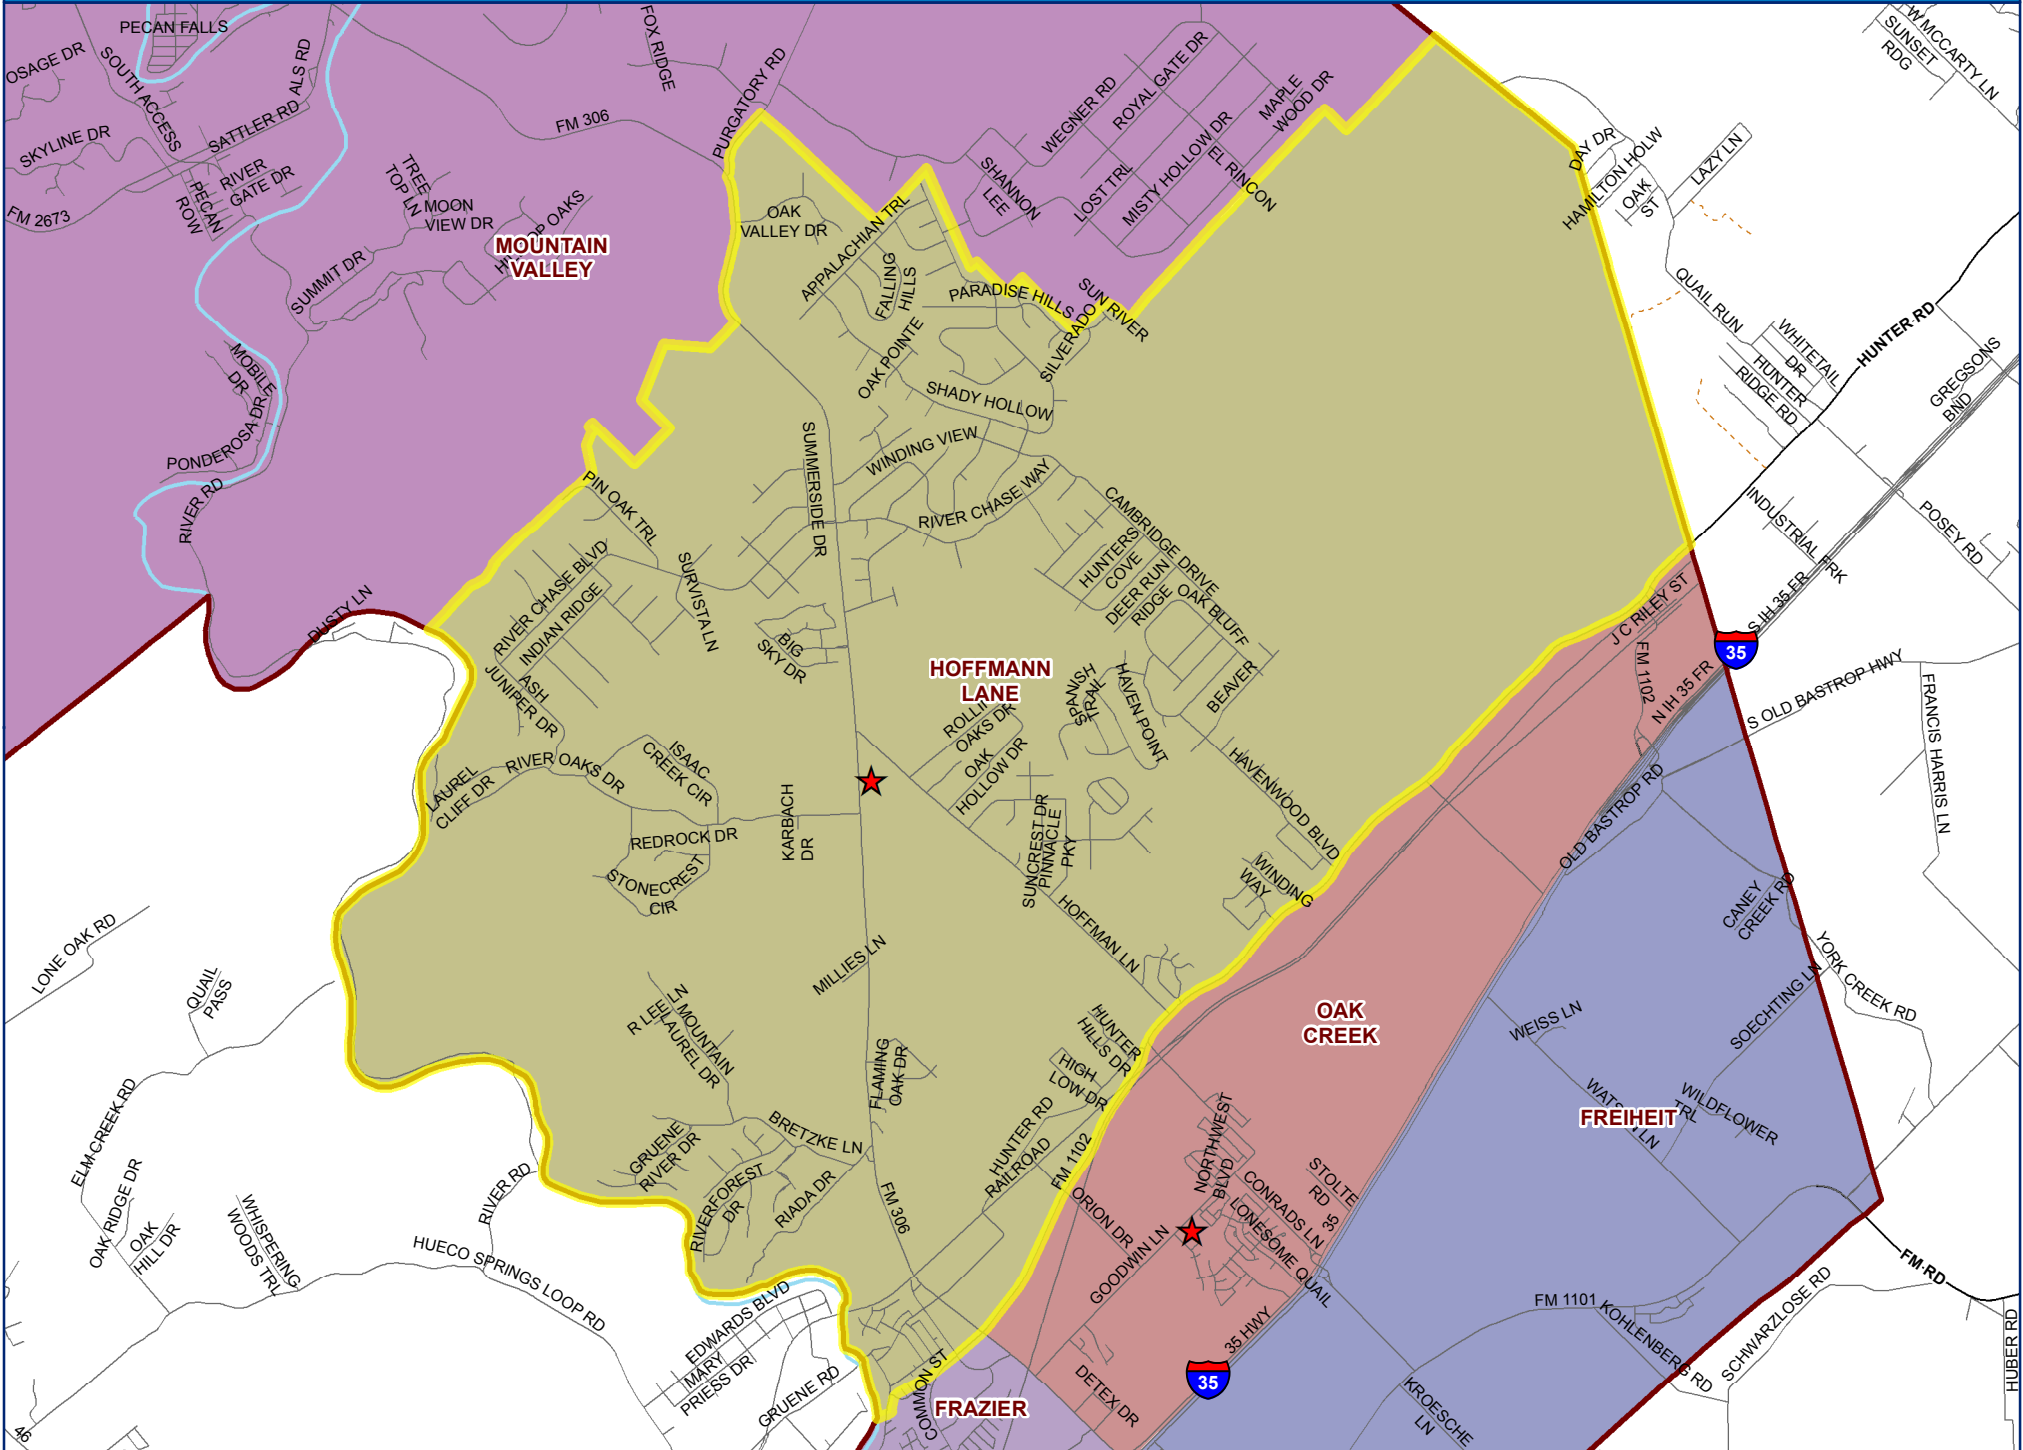 PECAN FALLS
OSAGE DR
SOUTH ACCESS
ALS RD
SATTLER RD
SKYLINE DR
RIVER
GATE DR
PECAN
ROW
FM 2673
TREE
TOP LN
MOON
VIEW DR
SUMMIT DR
MOUNTAIN
VALLEY
FOX RIDGE
FM 306
PURGATORY RD
WEGNER RD
ROYAL GATE DR
MAPLE
WOOD DR
SHANNON
LEE
LOST TRL
MISTY HOLLOW DR
EL RINCON
W MCCARTY LN
SUNSET
RDG
DAY DR
HAMILTON HOLW
OAK
ST
LAZY LN
OAK
VALLEY DR
APPALACHIAN TRL
FALLING
HILLS
PARADISE HILLS
SUN RIVER
SILVERADO
OAK POINTE
SHADY HOLLOW
QUAIL RUN
WHITETAIL
DR
HUNTER
RIDGE RD
HUNTER RD
GREGSONS
BND
MOBILE
DR
PONDEROSA DR
RIVER RD
PIN OAK TRL
SUMMERSIDE DR
WINDING VIEW
RIVER CHASE WAY
CAMBRIDGE DRIVE
HUNTERS
COVE
DEER RUN
RIDGE
OAK BLUFF
INDUSTRIAL FRK
POSEY RD
RIVER CHASE BLVD
INDIAN RIDGE
SURVISTA LN
DUSTY LN
BIG
SKY DR
ASH
JUNIPER DR
HOFFMANN
LANE
SPANISH
TRAIL
HAVEN POINT
BEAVER
J C RILEY ST
FM 1102
S IH 35 FR
35
N IH 35 FR
S OLD BASTROP HWY
FRANCIS HARRIS LN
OAKS DR
OAK
HOLLOW DR
LAUREL
CLIFF DR
RIVER OAKS DR
ISAAC
CREEK CIR
REDROCK DR
KARBACH
DR
STONECREST
CIR
SUNCREST DR
PINNACLE
PKY
HAVENWOOD BLVD
WINDING
WAY
OLD BASTROP RD
CANEY
CREEK RD
HOFFMAN LN
MILLIES LN
LONE OAK RD
QUAIL
PASS
R LEE LN
MOUNTAIN
LAUREL DR
FLAMING
OAK DR
HUNTER
HILLS DR
HIGH
LOW DR
OAK
CREEK
WEISS LN
YORK CREEK RD
SOECHTING LN
WILDFLOWER
TRL
FREIHEIT
ELM CREEK RD
OAK RIDGE DR
OAK
HILL DR
WHISPERING
WOODS TRL
RIVER RD
GRUENE
RIVER DR
BRETZKE LN
RIVERFOREST
DR
RIADA DR
FM 306
HUNTER RD
RAILROAD
FM 1102
ORION DR
NORTHWEST
BLVD
CONRADS LN
STOLTE
RD
35
LONESOME QUAIL
GOODWIN LN
HUECO SPRINGS LOOP RD
EDWARDS BLVD
MARY
PRIESS DR
GRUENE RD
COMMON ST
FRAZIER
DETEX DR
35 HWY
35
FM 1101
KOHLENBERG RD
SCHWARZLOSE RD
FM RD
HUBER RD
KROESCHE
LN
46